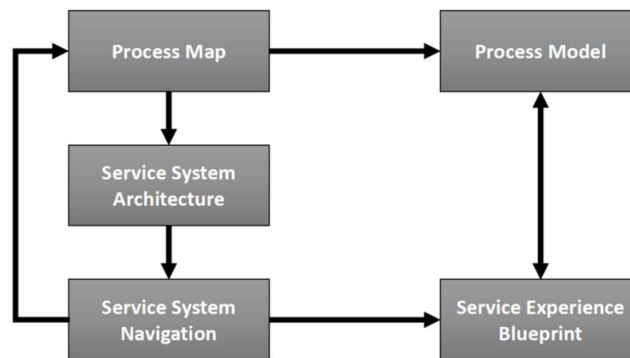 Process Map
Process Model
Service System
Architecture
Service System
Navigation
Service Experience
Blueprint